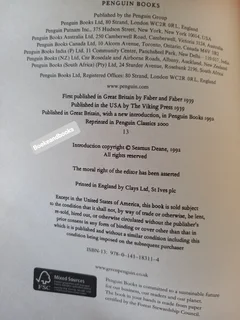 PENGUIN BOOKS
Published by the Penguin Group
Penguin Books Ltd, 80 Strand, London WC2R 0RL, England
Penguin Putnam Inc., 375 Hudson Street, New York, New York 10014, USA
Penguin Books Australia Ltd, 250 Camberwell Road, Camberwell, Victoria 3124, Australia
Penguin Books Canada Ltd, 10 Alcorn Avenue, Toronto, Ontario, Canada M4V 3B2
Penguin Books India (P) Ltd, 11 Community Centre, Panchsheel Park, New Delhi – 110 017, India
Penguin Books (NZ) Ltd, Cnr Rosedale and Airborne Roads, Albany, Auckland, New Zealand
Penguin Books (South Africa) (Pty) Ltd, 24 Sturdee Avenue, Rosebank 2196, South Africa
Penguin Books Ltd, Registered Offices: 80 Strand, London WC2R 0RL, England
www.penguin.com
First published in Great Britain by Faber and Faber 1939
Published in the USA by The Viking Press 1939
Published in Great Britain, with a new introduction, in Penguin Books 1992
Reprinted in Penguin Classics 2000
13
Introduction copyright © Seamus Deane, 1992
All rights reserved
The moral right of the editor has been asserted
Printed in England by Clays Ltd, St Ives plc
Except in the United States of America, this book is sold subject
to the condition that it shall not, by way of trade or otherwise, be lent,
re-sold, hired out, or otherwise circulated without the publisher's
prior consent in any form of binding or cover other than that in
which it is published and without a similar condition including this
condition being imposed on the subsequent purchaser
ISBN-13: 978-0-141-18311-4
www.greenpenguin.co.uk
Mixed Sources
FSC
Penguin Books is committed to a sustainable future
for our business, our readers and our planet.
The book in your hands is made from paper
certified by the Forest Stewardship Council.